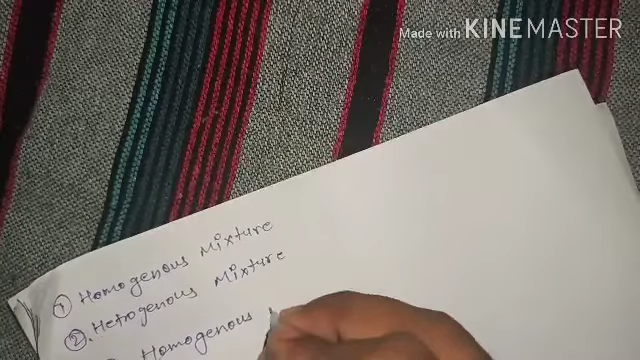 Made with KINEMASTER
① Homogenous Mixture
②. Hetrogenous Mixture
Homogenous